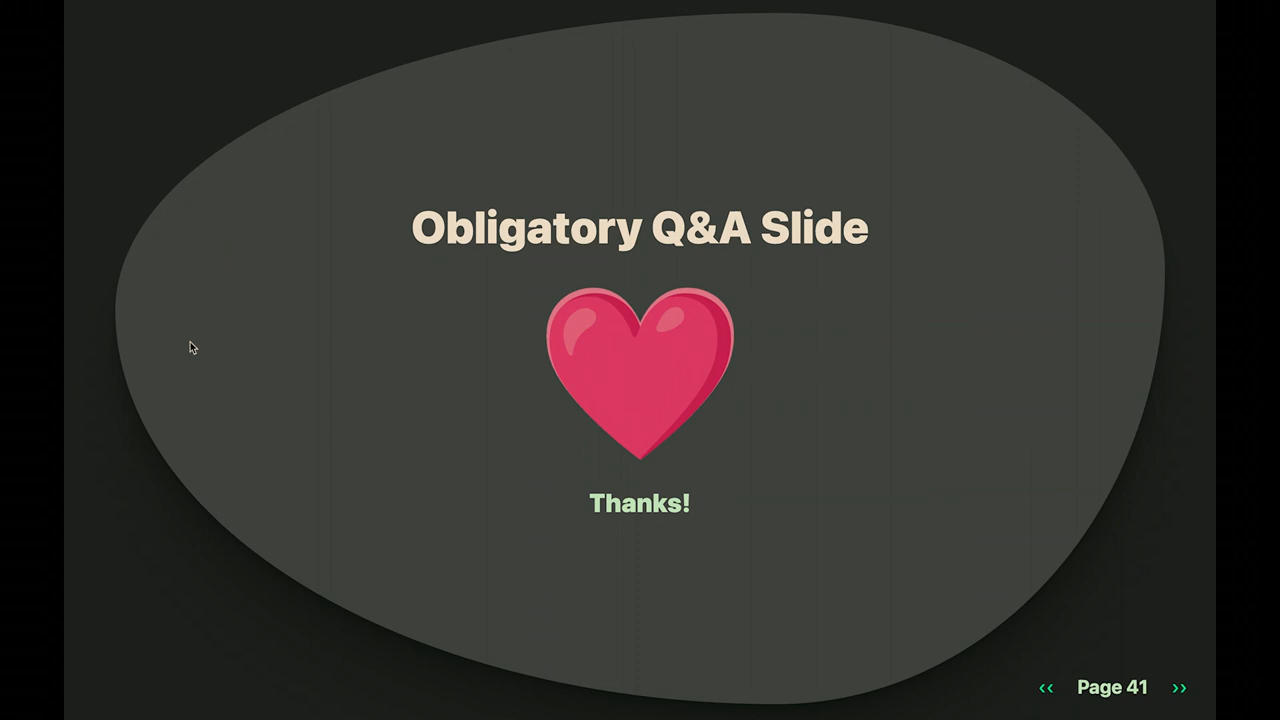 Obligatory Q&A Slide
Thanks!
‹‹ Page 41 ››